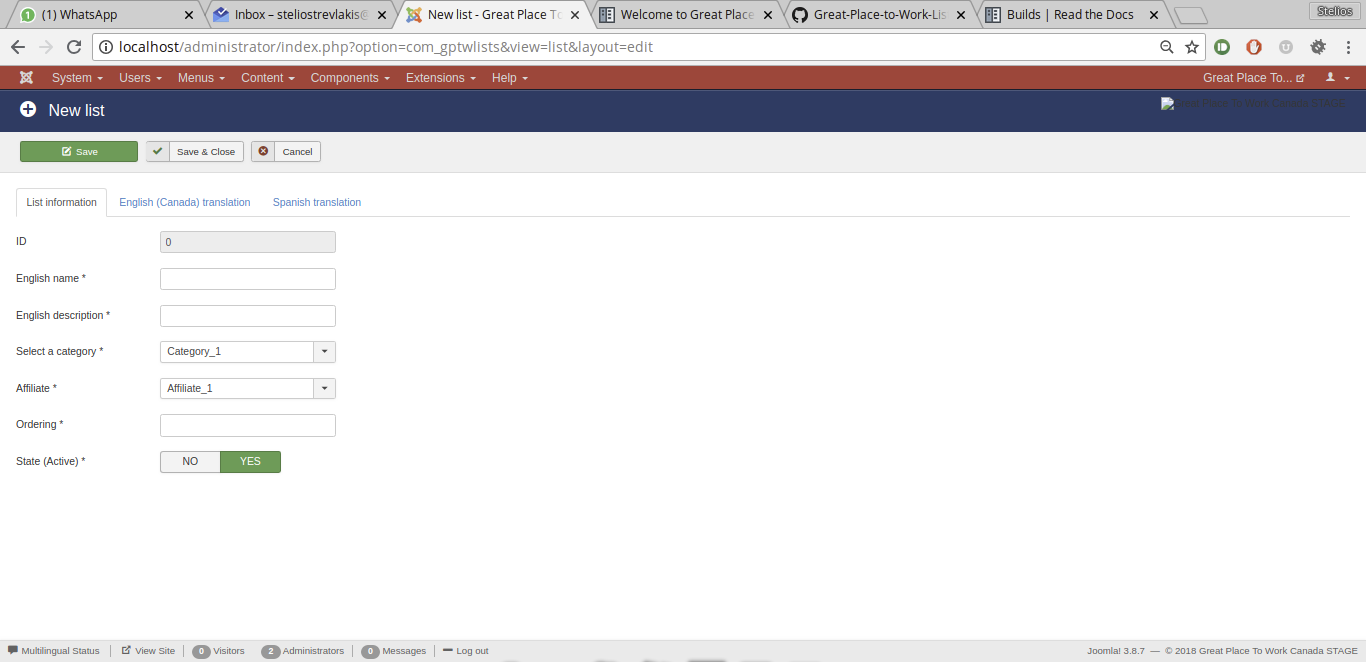 (1) WhatsApp Inbox – steliostrevlakis@ New list - Great Place To Welcome to Great Place Great-Place-to-Work-Lis Builds | Read the Docs Stelios
localhost/administrator/index.php?option=com_gptwlists&view=list&layout=edit
System Users Menus Content Components Extensions Help Great Place To...
New list Great Place To Work Canada STAGE
Save Save & Close Cancel
List information English (Canada) translation Spanish translation
ID 0
English name *
English description *
Select a category * Category_1
Affiliate * Affiliate_1
Ordering *
State (Active) * NO YES
Multilingual Status View Site 0 Visitors 2 Administrators 0 Messages Log out Joomla! 3.8.7 — © 2018 Great Place To Work Canada STAGE